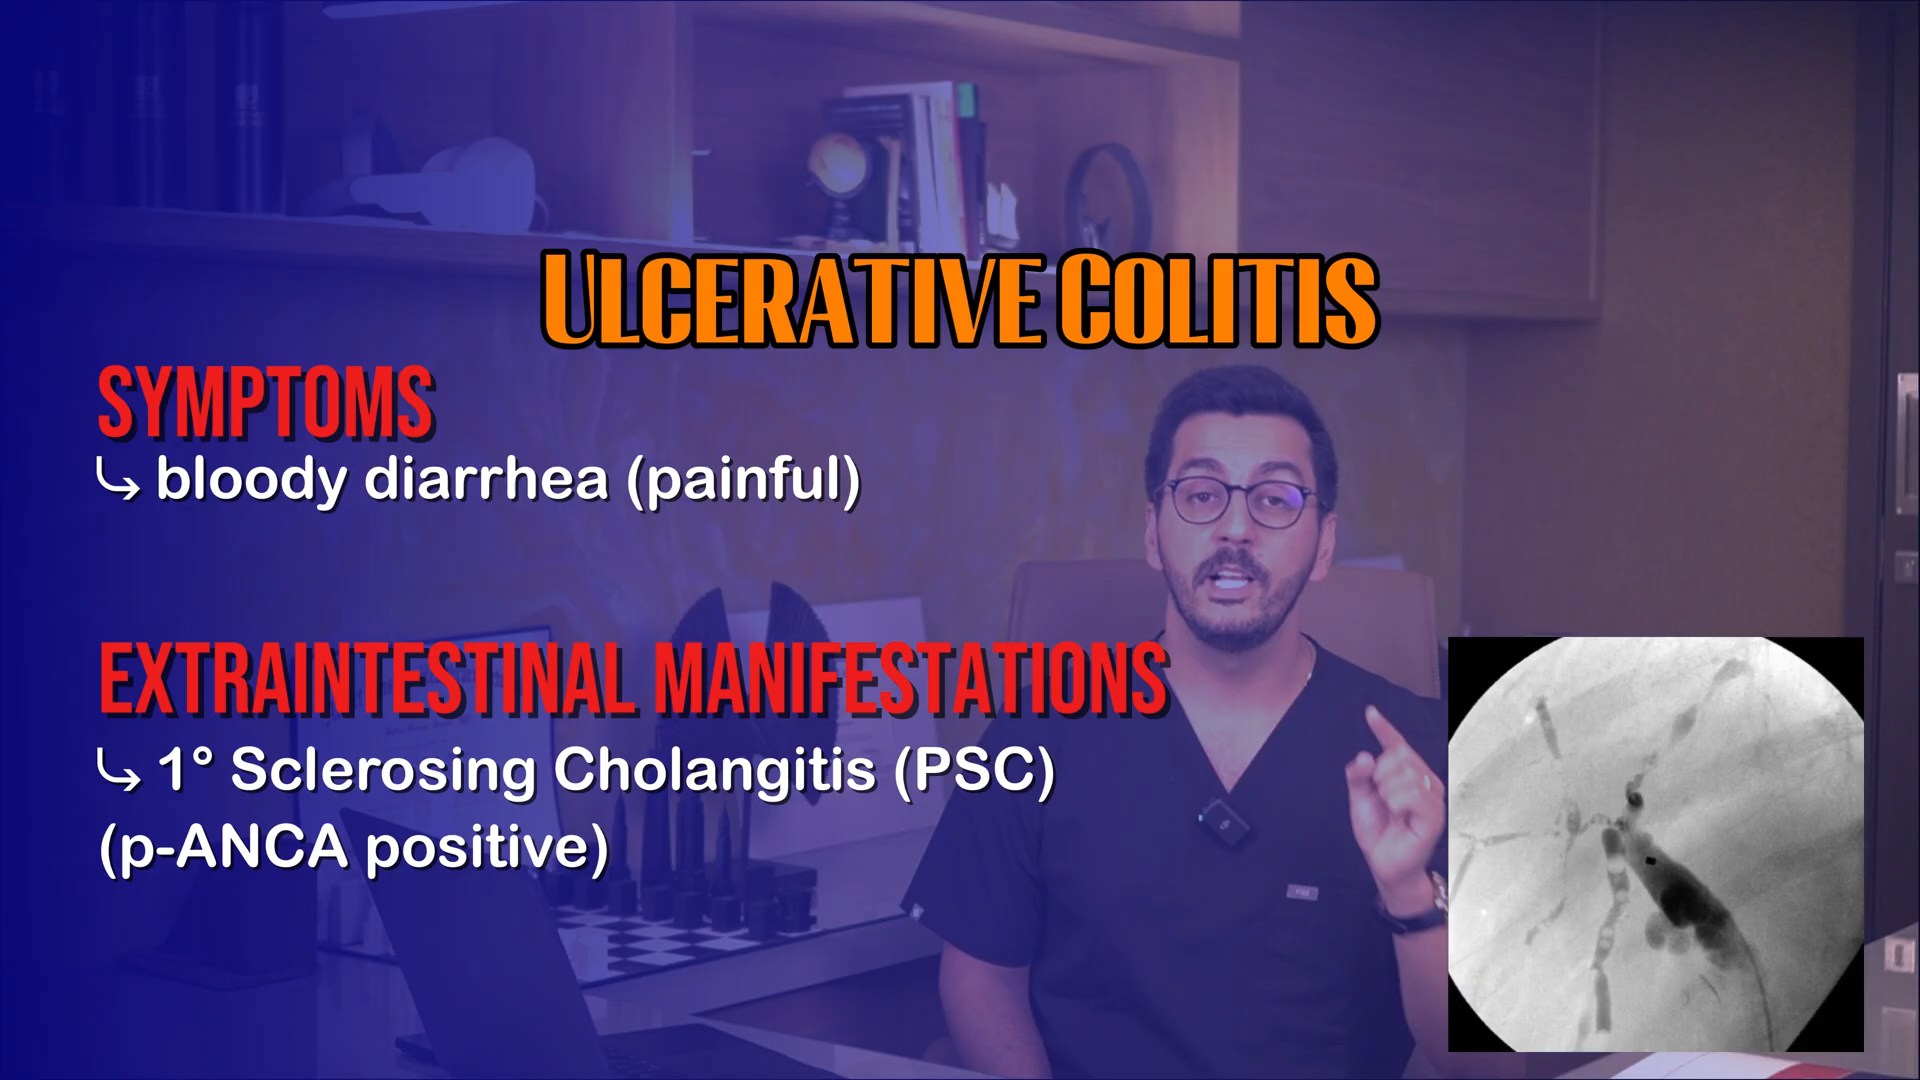 ULCERATIVE COLITIS
SYMPTOMS
↳ bloody diarrhea (painful)
EXTRAINTESTINAL MANIFESTATIONS
↳ 1° Sclerosing Cholangitis (PSC)
(p-ANCA positive)